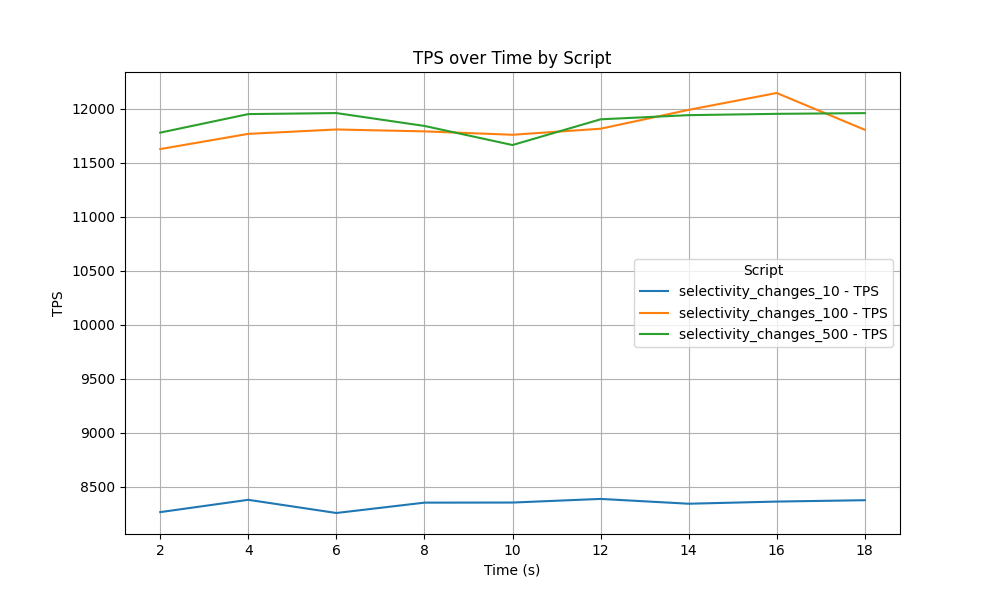 TPS over Time by Script
TPS
12000
11500
11000
10500
10000
9500
9000
8500
Script
selectivity_changes_10 - TPS
selectivity_changes_100 - TPS
selectivity_changes_500 - TPS
2 4 6 8 10 12 14 16 18
Time (s)